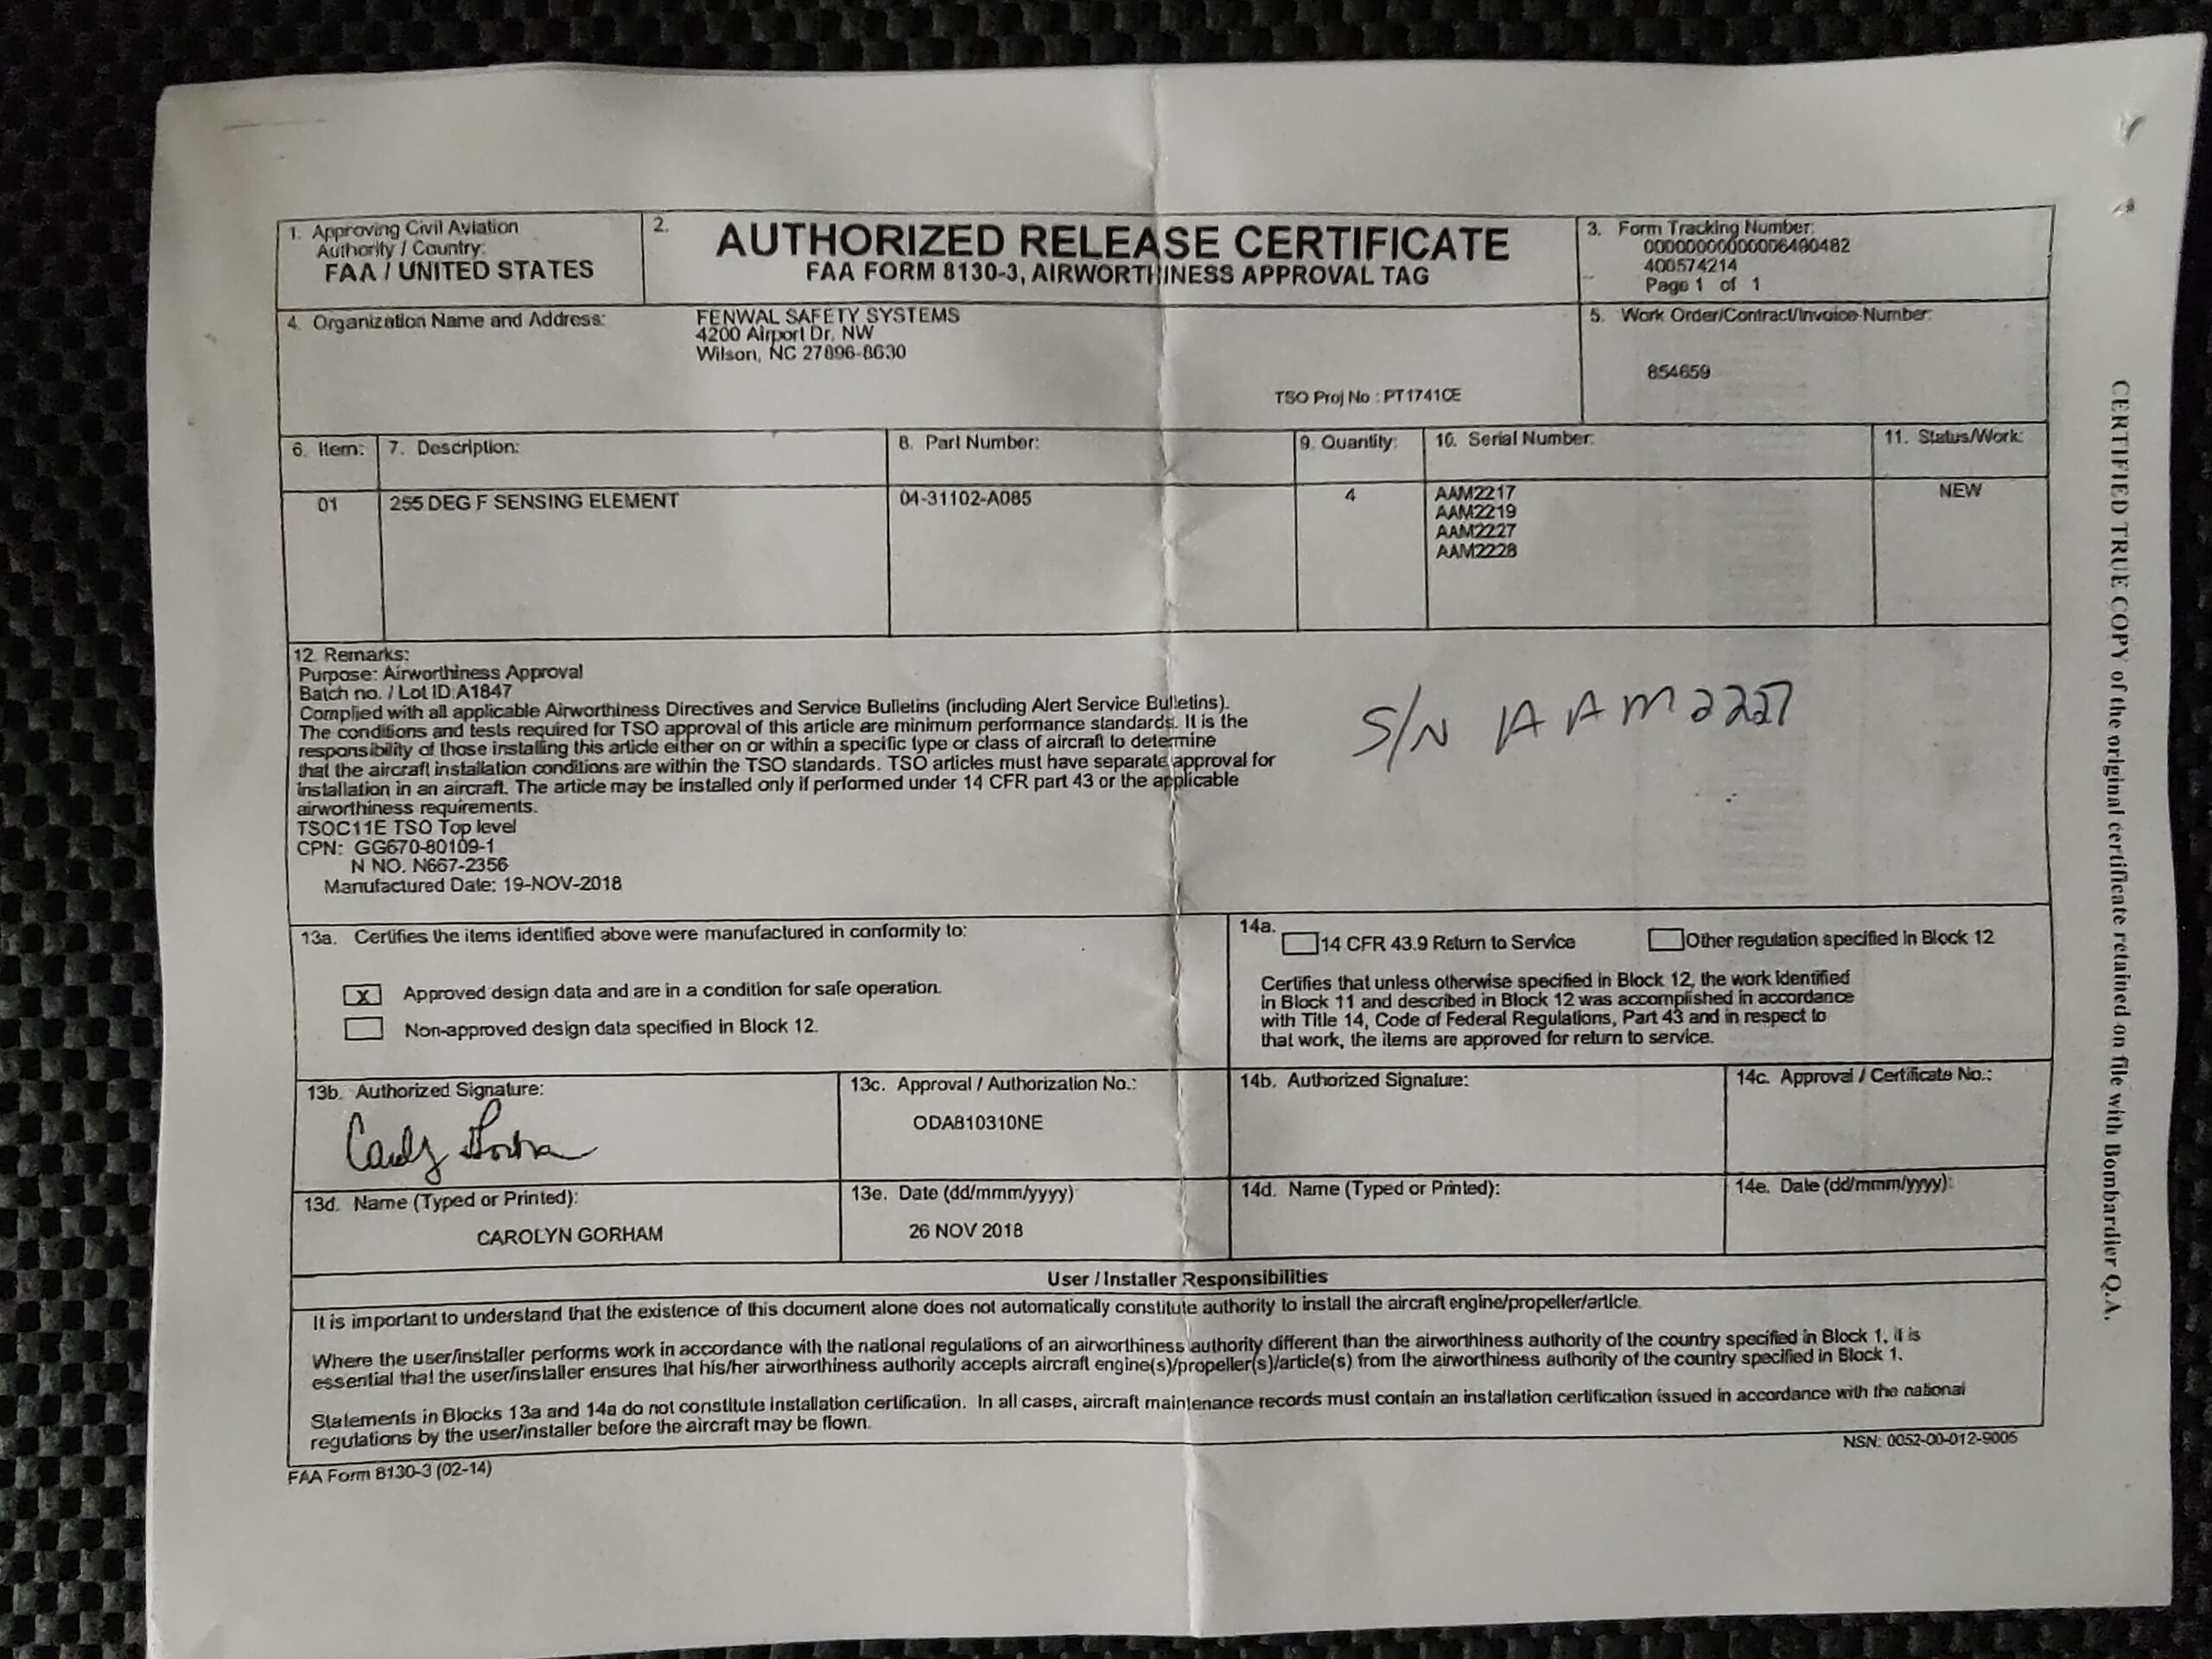 1. Approving Civil Aviation
Authority / Country:
FAA / UNITED STATES
2.
AUTHORIZED RELEASE CERTIFICATE
FAA FORM 8130-3, AIRWORTHINESS APPROVAL TAG
3. Form Tracking Number:
400574214
Page 1 of 1
4. Organization Name and Address:
FENWAL SAFETY SYSTEMS
4200 Airport Dr. NW
Wilson, NC 27896-8630
TSO Proj No : PT1741CE
5. Work Order/Contract/Invoice Number:
854659
6. Item:
7. Description:
8. Part Number:
9. Quantity:
10. Serial Number:
11. Status/Work:
01
255 DEG F SENSING ELEMENT
04-31102-A085
4
AAM2217
AAM2219
AAM2227
AAM2228
NEW
12. Remarks:
Purpose: Airworthiness Approval
Batch no. / Lot ID:A1847
Complied with all applicable Airworthiness Directives and Service Bulletins (including Alert Service Bulletins).
The conditions and tests required for TSO approval of this article are minimum performance standards. It is the
responsibility of those installing this article either on or within a specific type or class of aircraft to determine
that the aircraft installation conditions are within the TSO standards. TSO articles must have separate approval for
installation in an aircraft. The article may be installed only if performed under 14 CFR part 43 or the applicable
airworthiness requirements.
TSOC11E TSO Top level
CPN: GG670-80109-1
N NO. N667-2356
Manufactured Date: 19-NOV-2018
S/N AAM2227
13a. Certifies the items identified above were manufactured in conformity to:
x Approved design data and are in a condition for safe operation.
Non-approved design data specified in Block 12.
14a.
14 CFR 43.9 Return to Service
Other regulation specified in Block 12
Certifies that unless otherwise specified in Block 12, the work identified
in Block 11 and described in Block 12 was accomplished in accordance
with Title 14, Code of Federal Regulations, Part 43 and in respect to
that work, the items are approved for return to service.
13b. Authorized Signature:
13c. Approval / Authorization No.:
ODA810310NE
14b. Authorized Signature:
14c. Approval / Certificate No.:
13d. Name (Typed or Printed):
CAROLYN GORHAM
13e. Date (dd/mmm/yyyy)
26 NOV 2018
14d. Name (Typed or Printed):
14e. Date (dd/mmm/yyyy):
User / Installer Responsibilities
It is important to understand that the existence of this document alone does not automatically constitute authority to install the aircraft engine/propeller/article.
Where the user/installer performs work in accordance with the national regulations of an airworthiness authority different than the airworthiness authority of the country specified in Block 1, it is
essential that the user/installer ensures that his/her airworthiness authority accepts aircraft engine(s)/propeller(s)/article(s) from the airworthiness authority of the country specified in Block 1.
Statements in Blocks 13a and 14a do not constitute installation certification. In all cases, aircraft maintenance records must contain an installation certification issued in accordance with the national
regulations by the user/installer before the aircraft may be flown.
FAA Form 8130-3 (02-14)
NSN: 0052-00-012-9005
CERTIFIED TRUE COPY of the original certificate retained on file with Bombardier Q.A.